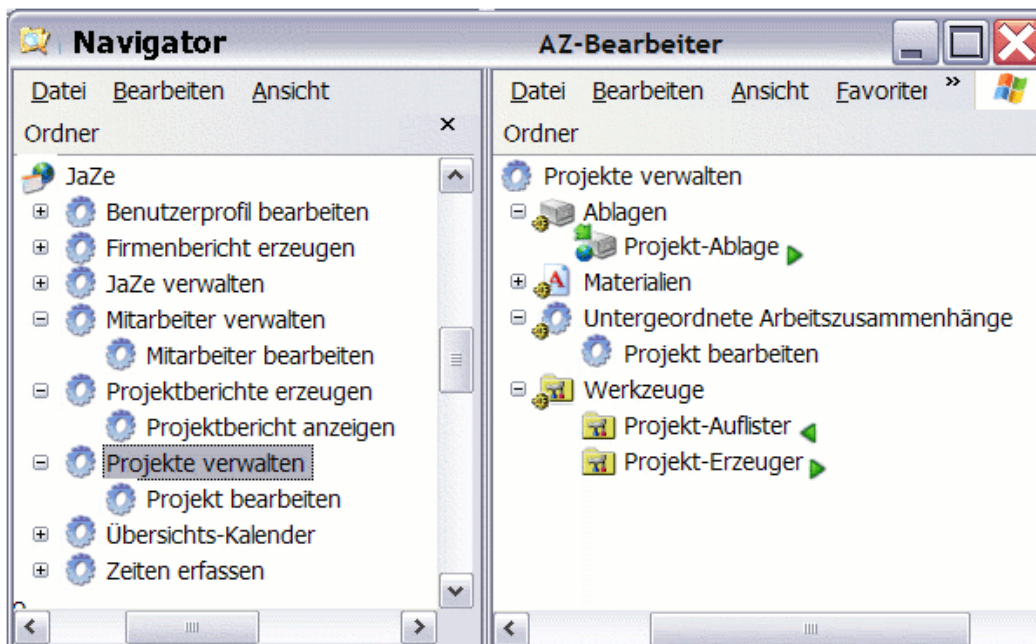 Navigator
AZ-Bearbeiter
Datei Bearbeiten Ansicht
Ordner
JaZe
Benutzerprofil bearbeiten
Firmenbericht erzeugen
JaZe verwalten
Mitarbeiter verwalten
Mitarbeiter bearbeiten
Projektberichte erzeugen
Projektbericht anzeigen
Projekte verwalten
Projekt bearbeiten
Übersichts-Kalender
Zeiten erfassen
Datei Bearbeiten Ansicht Favoriter »
Ordner
Projekte verwalten
Ablagen
Projekt-Ablage
Materialien
Untergeordnete Arbeitszusammenhänge
Projekt bearbeiten
Werkzeuge
Projekt-Auflister
Projekt-Erzeuger